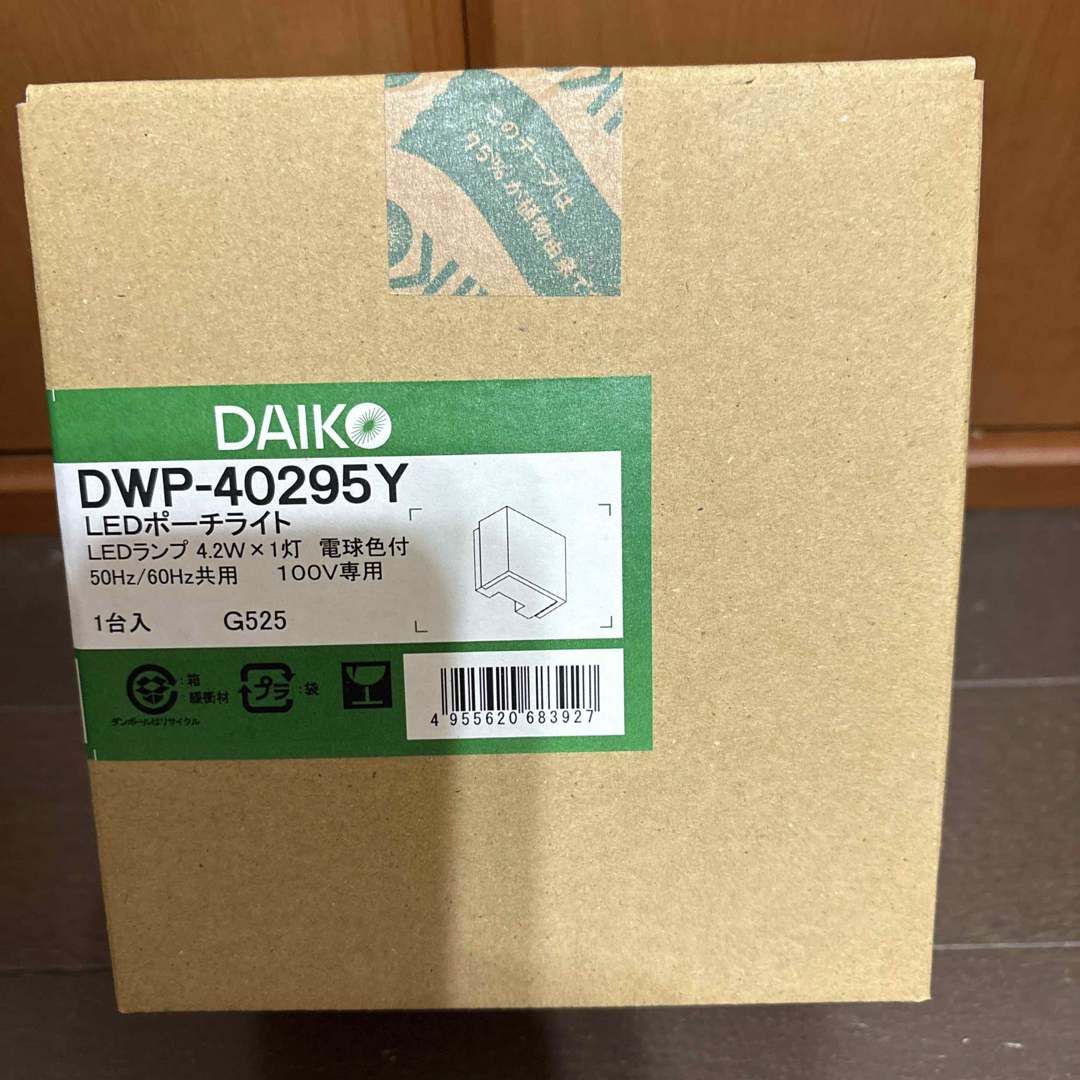 このテープは
95%が植物由来で
DAIKO
DWP-40295Y
LEDポーチライト
LEDランプ 4.2W×1灯 電球色付
50Hz/60Hz共用 100V専用
1台入 G525
:箱
:緩衝材
プラ
:袋
ダンボールはリサイクル
4 955620 683927